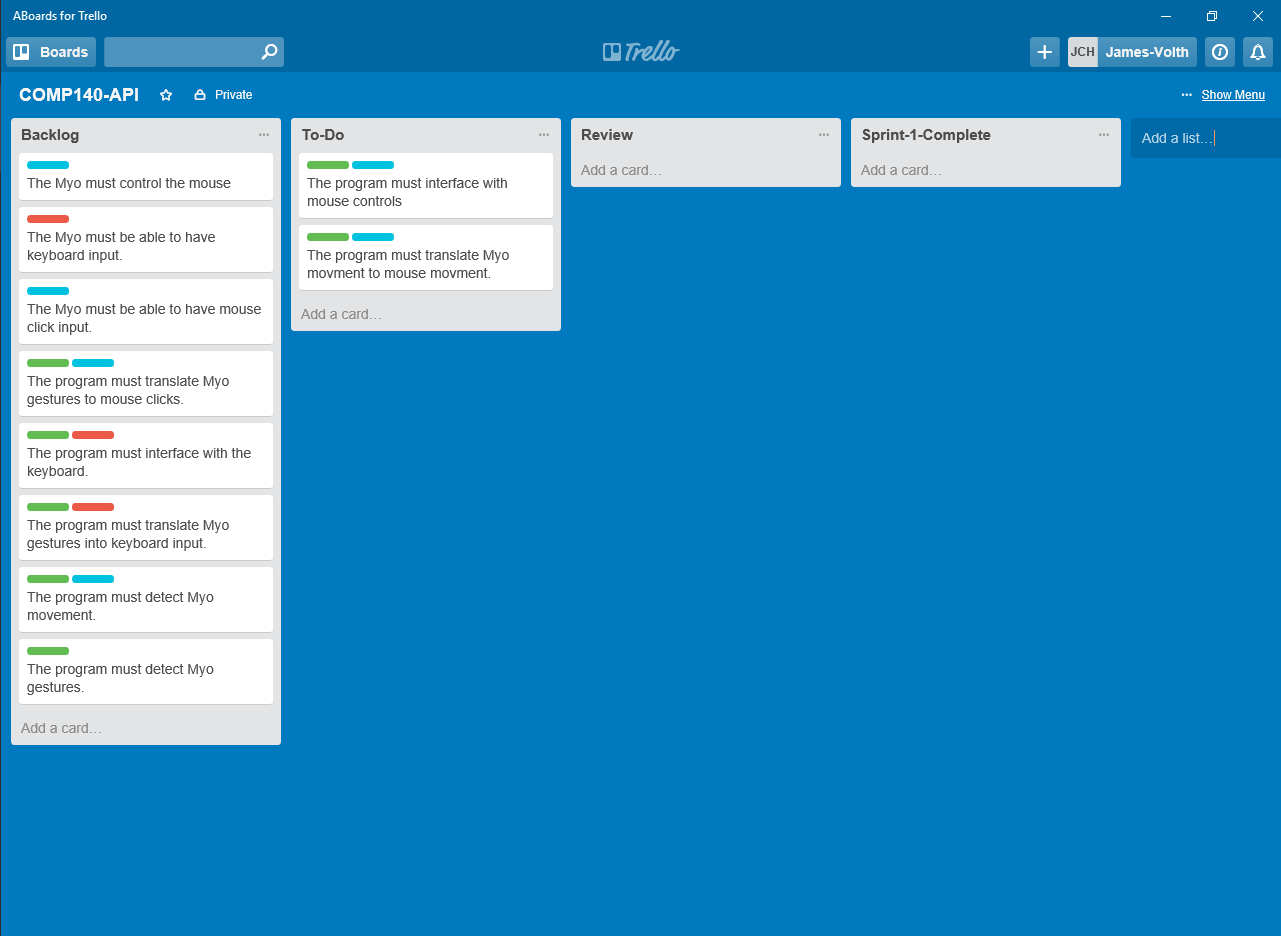 ABoards for Trello
Boards
Trello
JCH James-Voith
COMP140-API
Private
... Show Menu
Backlog
The Myo must control the mouse
The Myo must be able to have
keyboard input.
The Myo must be able to have mouse
click input.
The program must translate Myo
gestures to mouse clicks.
The program must interface with the
keyboard.
The program must translate Myo
gestures into keyboard input.
The program must detect Myo
movement.
The program must detect Myo
gestures.
Add a card…
To-Do
The program must interface with
mouse controls
The program must translate Myo
movment to mouse movment.
Add a card…
Review
Add a card…
Sprint-1-Complete
Add a card…
Add a list…